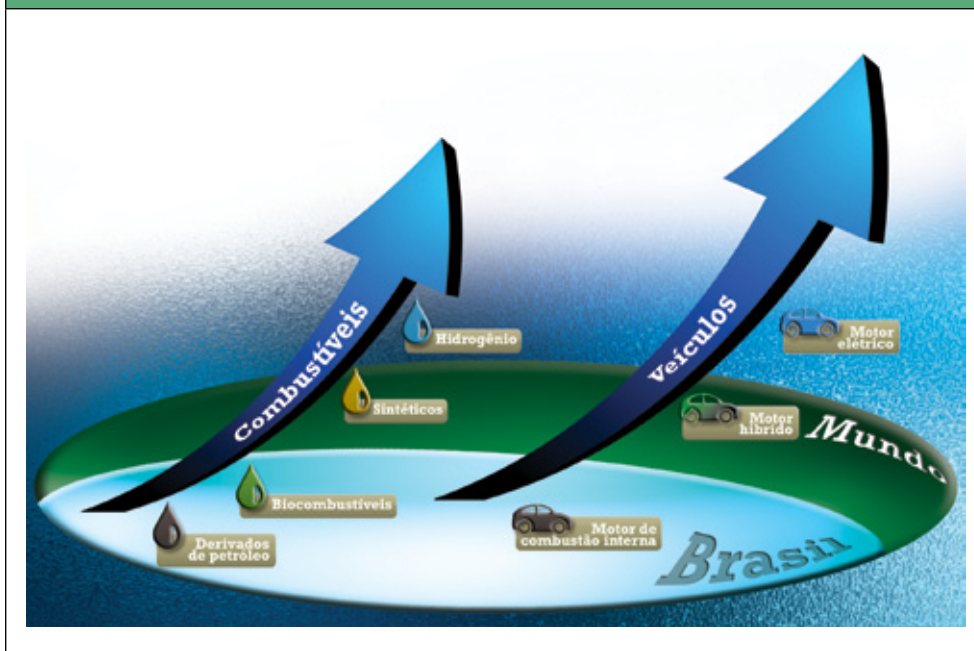 Combustíveis
Hidrogênio
Sintéticos
Biocombustíveis
Derivados
de petróleo
Veículos
Motor
elétrico
Motor
híbrido
Motor de
combustão interna
Mundo
Brasil